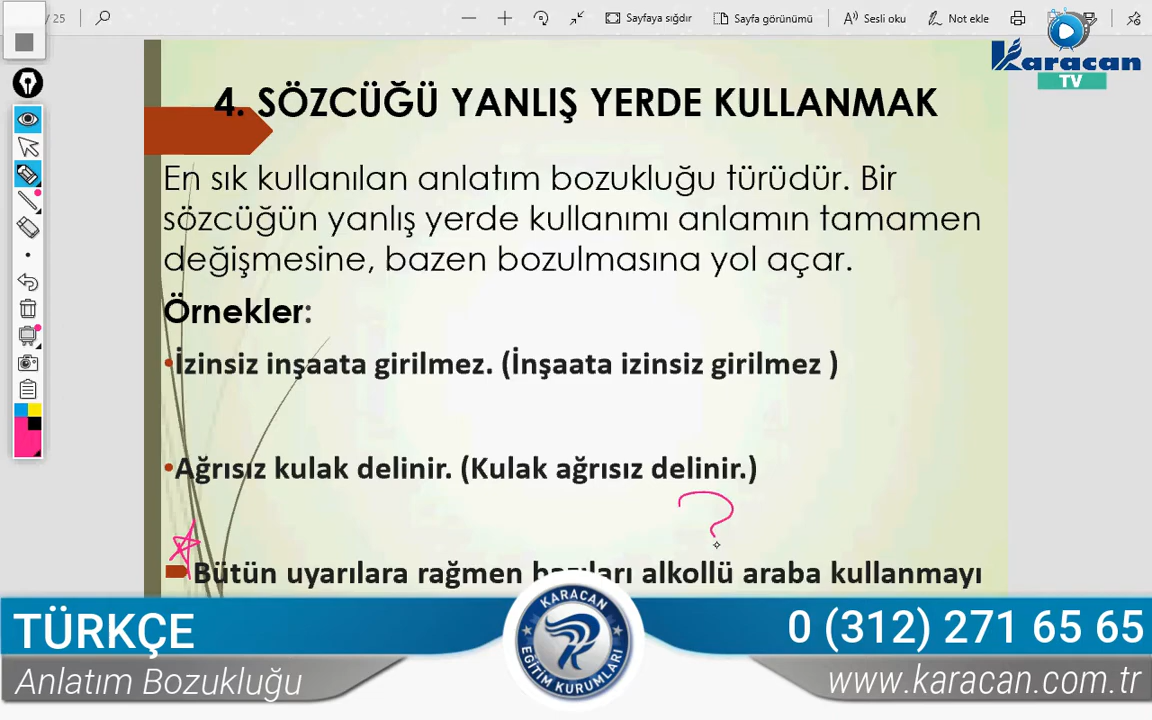 / 25
Sayfaya sığdır
Sayfa görünümü
Sesli oku
Not ekle
Karacan
TV
4. SÖZCÜĞÜ YANLIŞ YERDE KULLANMAK
En sık kullanılan anlatım bozukluğu türüdür. Bir
sözcüğün yanlış yerde kullanımı anlamın tamamen
değişmesine, bazen bozulmasına yol açar.
Örnekler:
•İzinsiz inşaata girilmez. (İnşaata izinsiz girilmez )
•Ağrısız kulak delinir. (Kulak ağrısız delinir.)
?
Bütün uyarılara rağmen bazıları alkollü araba kullanmayı
TÜRKÇE
Anlatım Bozukluğu
KARACAN
EĞİTİM KURUMLARI
0 (312) 271 65 65
www.karacan.com.tr